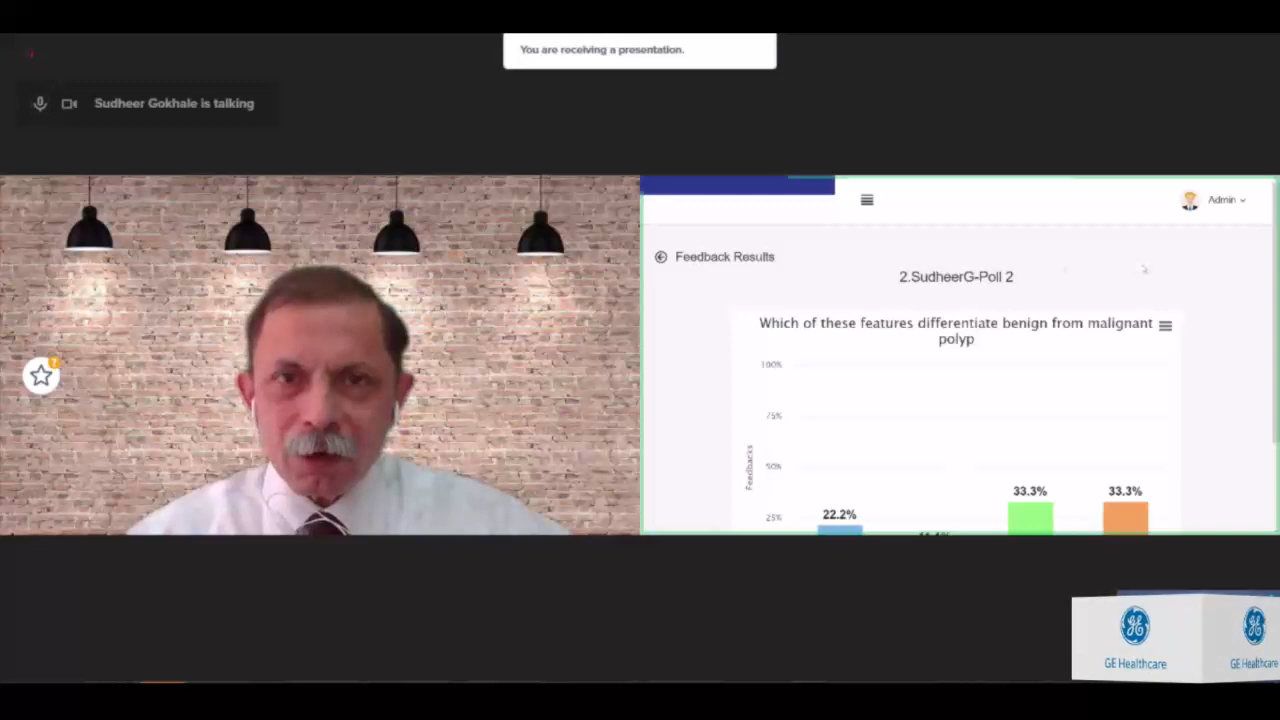 You are receiving a presentation.
Sudheer Gokhale is talking
Admin
Feedback Results
2.SudheerG-Poll 2
Which of these features differentiate benign from malignant
polyp
100%
75%
50%
25%
Feedbacks
22.2%
33.3%
33.3%
GE Healthcare
GE Healthcare